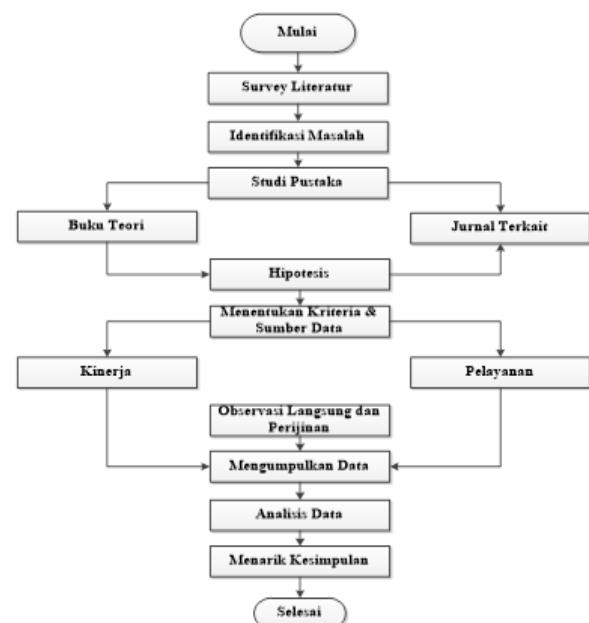 Mulai
Survey Literatur
Identifikasi Masalah
Studi Pustaka
Buku Teori
Jurnal Terkait
Hipotesis
Menentukan Kriteria &
Sumber Data
Kinerja
Pelayanan
Observasi Langsung dan
Perijinan
Mengumpulkan Data
Analisis Data
Menarik Kesimpulan
Selesai